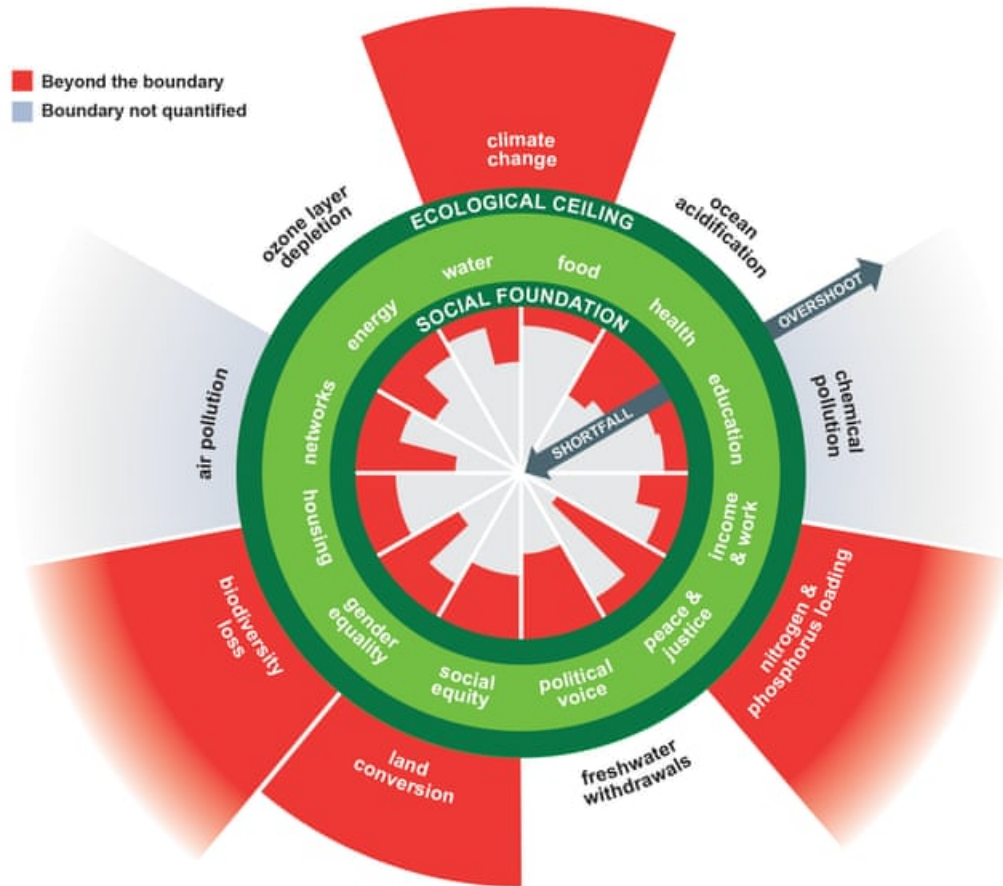 Beyond the boundary
Boundary not quantified
climate
change
ozone layer
depletion
ocean
acidification
ECOLOGICAL CEILING
water
food
energy
health
SOCIAL FOUNDATION
OVERSHOOT
SHORTFALL
networks
education
air pollution
chemical
pollution
housing
income
& work
gender
equality
peace &
justice
social
equity
political
voice
biodiversity
loss
nitrogen &
phosphorus loading
land
conversion
freshwater
withdrawals